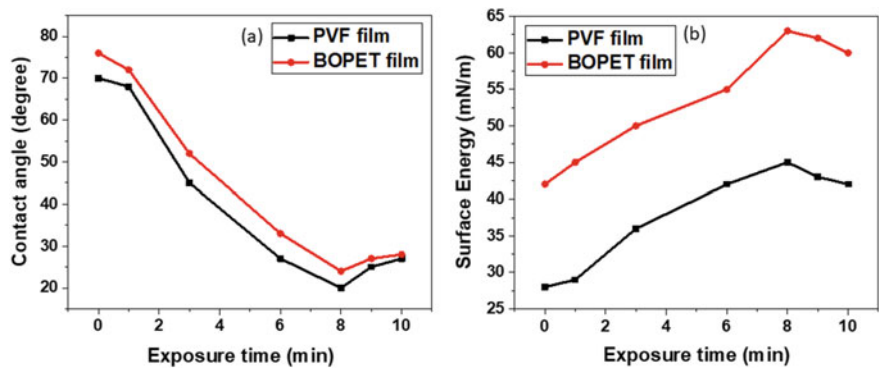 (a)
PVF film
BOPET film
Contact angle (degree)
80
70
60
50
40
30
20
0
2
4
6
8
10
Exposure time (min)
(b)
PVF film
BOPET film
Surface Energy (mN/m)
65
60
55
50
45
40
35
30
25
0
2
4
6
8
10
Exposure time (min)